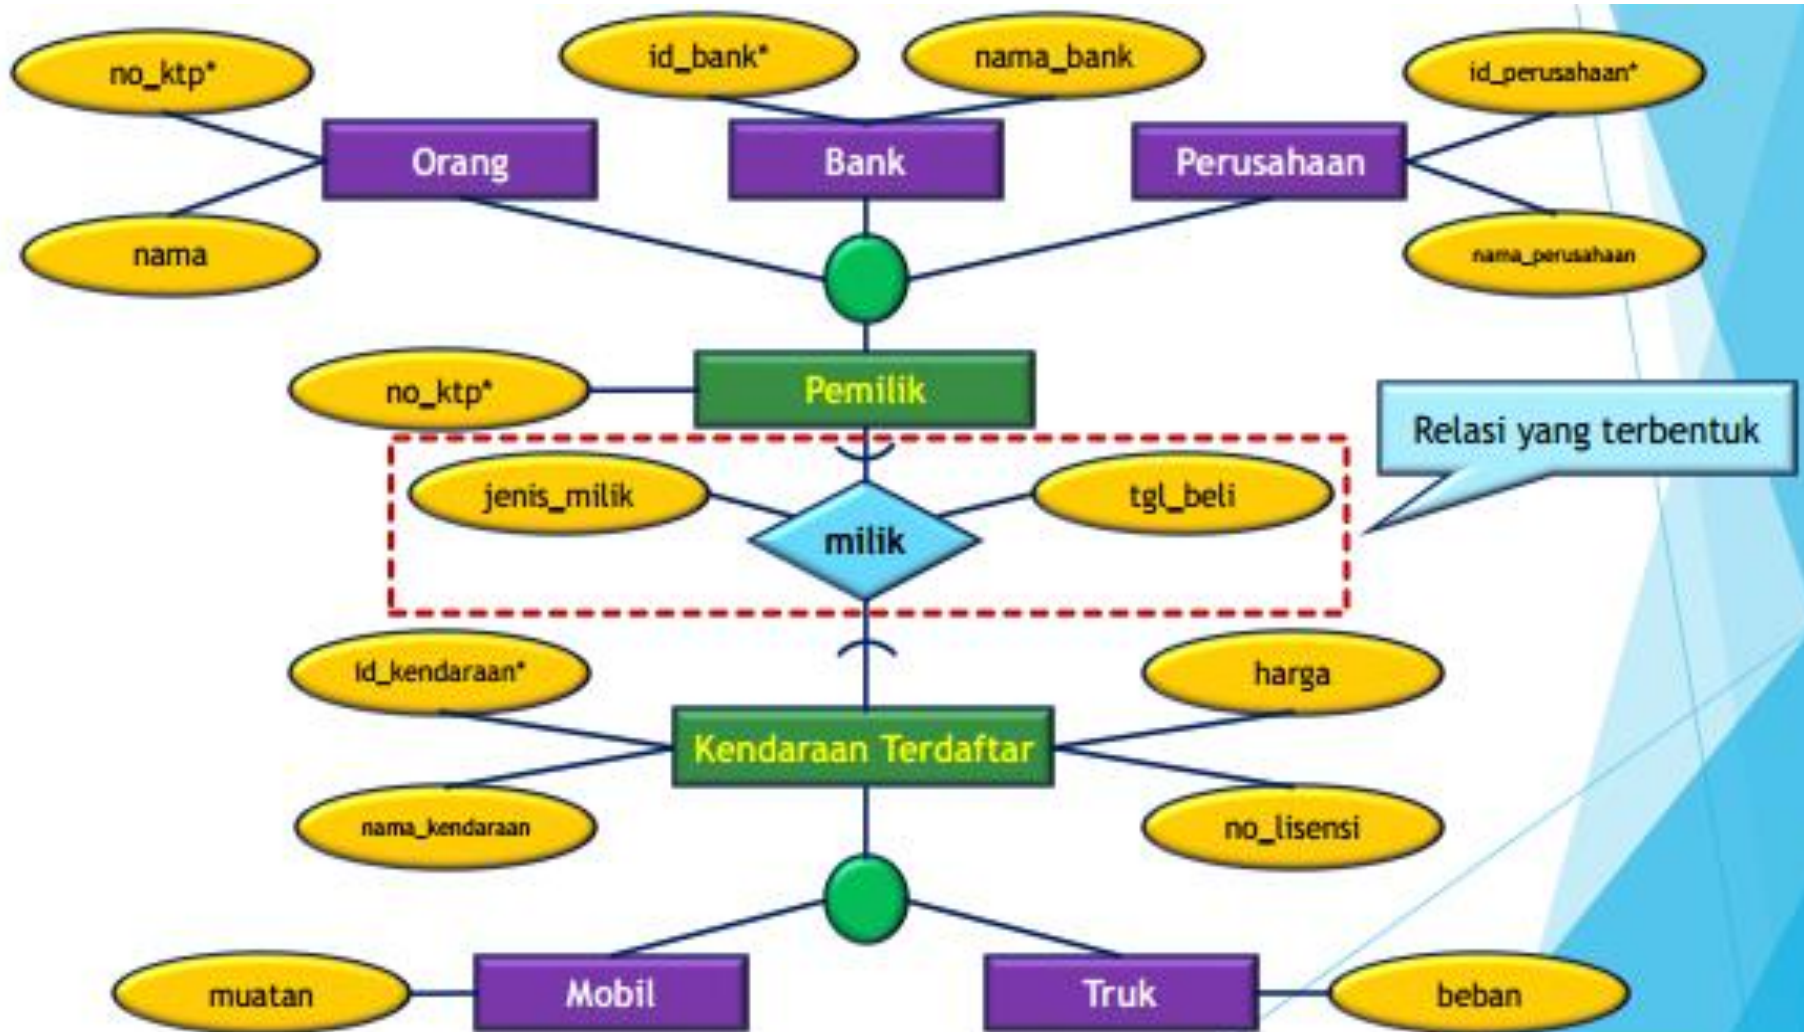 no_ktp*
id_bank*
nama_bank
id_perusahaan*
Orang
Bank
Perusahaan
nama
nama_perusahaan
no_ktp*
Pemilik
Relasi yang terbentuk
jenis_milik
tgl_beli
milik
id_kendaraan*
harga
Kendaraan Terdaftar
nama_kendaraan
no_lisensi
muatan
Mobil
Truk
beban